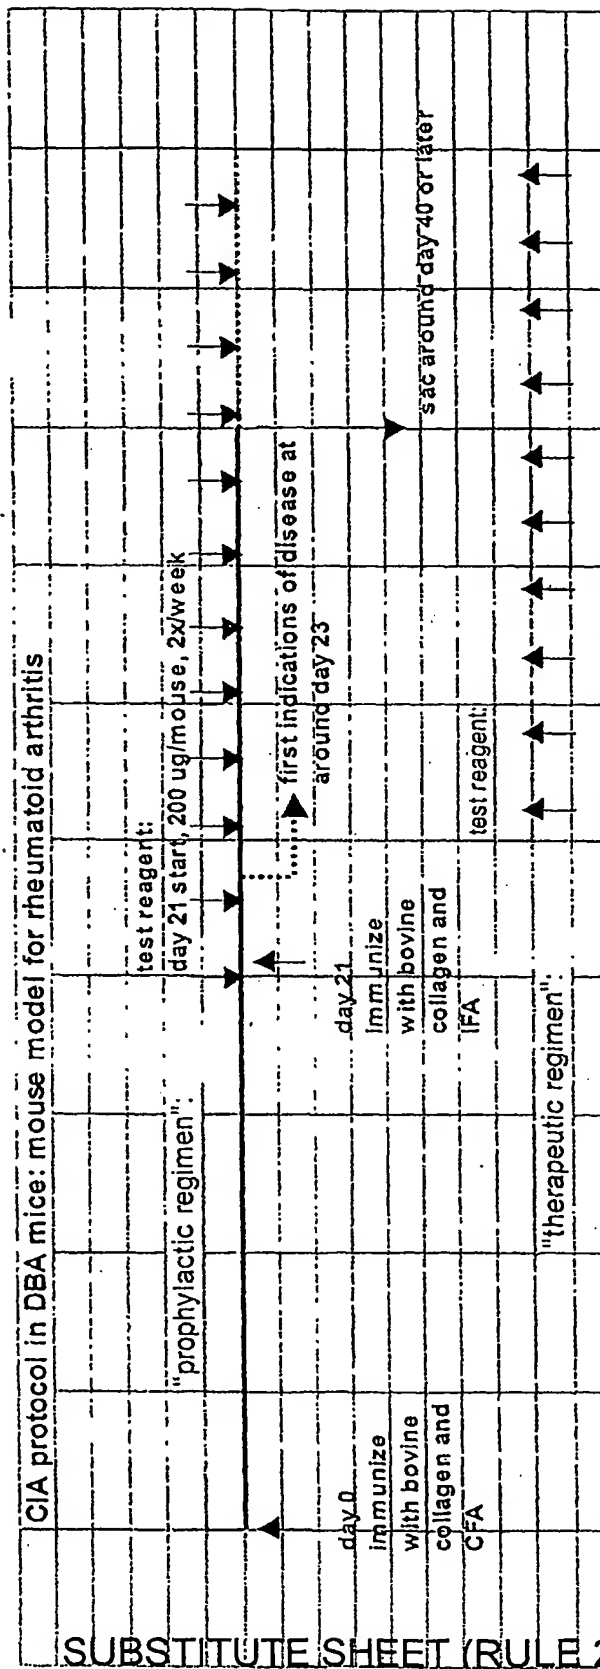 CIA protocol in DBA mice: mouse model for rheumatoid arthritis
test reagent:
day 21 start, 200 ug/mouse, 2x/week
"prophylactic regimen":
first indications of disease at
around day 23
day 0
immunize
with bovine
collagen and
CFA
day 21
immunize
with bovine
collagen and
IFA
sac around day 40 or later
test reagent:
"therapeutic regimen":
SUBSTITUTE SHEET (RULE 2